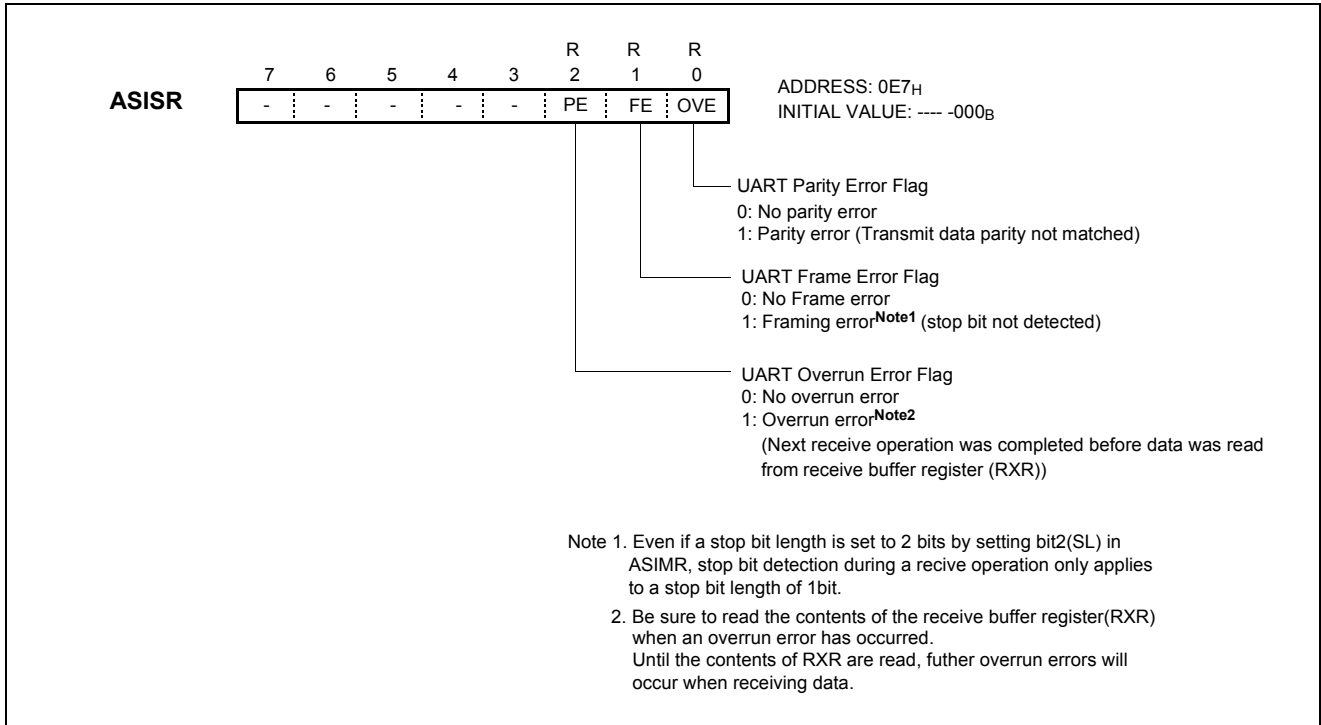 R R R
7 6 5 4 3 2 1 0
ASISR - - - - - PE FE OVE
ADDRESS: 0E7H
INITIAL VALUE: ---- -000B
UART Parity Error Flag
0: No parity error
1: Parity error (Transmit data parity not matched)
UART Frame Error Flag
0: No Frame error
1: Framing errorNote1 (stop bit not detected)
UART Overrun Error Flag
0: No overrun error
1: Overrun errorNote2
(Next receive operation was completed before data was read
from receive buffer register (RXR))
Note 1. Even if a stop bit length is set to 2 bits by setting bit2(SL) in
ASIMR, stop bit detection during a recive operation only applies
to a stop bit length of 1bit.
2. Be sure to read the contents of the receive buffer register(RXR)
when an overrun error has occurred.
Until the contents of RXR are read, futher overrun errors will
occur when receiving data.